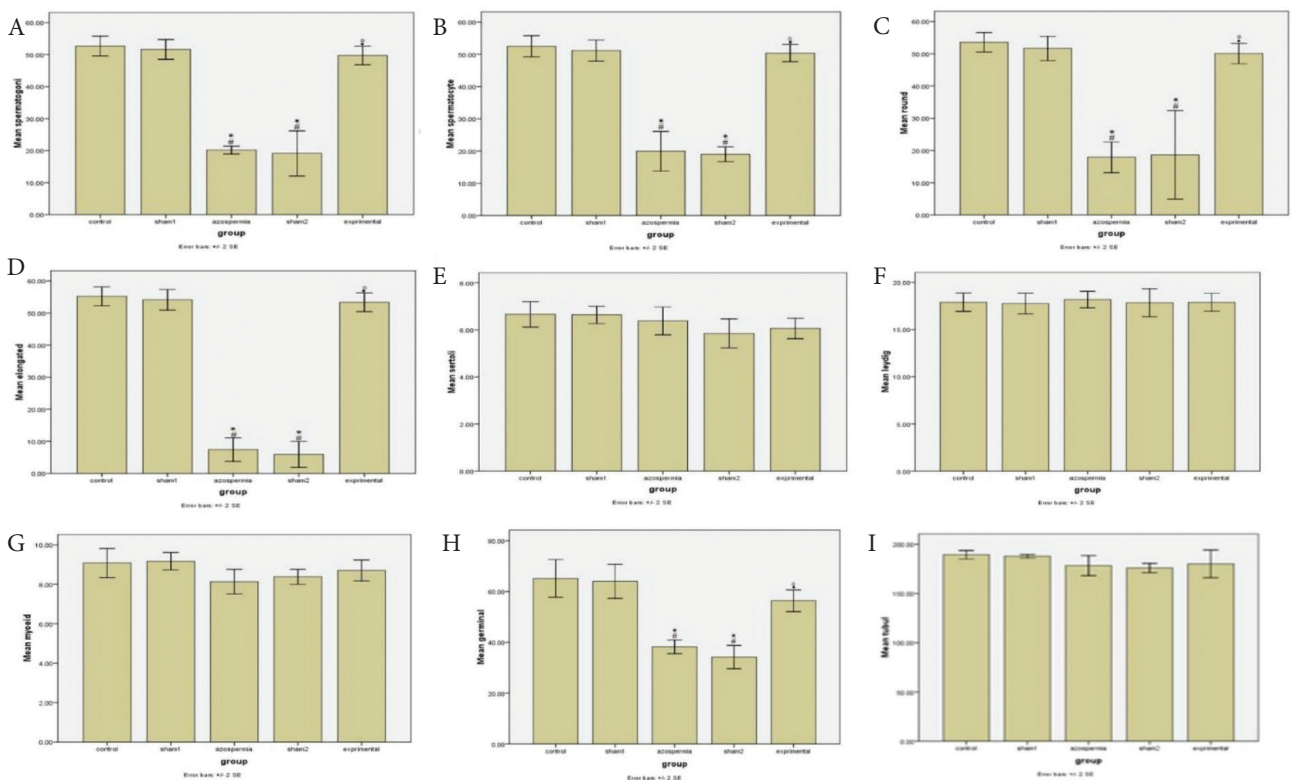 A
60.00
50.00
40.00
30.00
20.00
10.00
0.00
Mean spermatogoni
*
#
*
#
control sham1 azospermia sham2 exprimental
group
Error bars: +/- 2 SE
B
60.00
50.00
40.00
30.00
20.00
10.00
0.00
Mean spermatocyte
*
#
*
#
control sham1 azospermia sham2 exprimental
group
Error bars: +/- 2 SE
C
60.00
50.00
40.00
30.00
20.00
10.00
0.00
Mean round
*
#
*
#
control sham1 azospermia sham2 exprimental
group
Error bars: +/- 2 SE
D
60.00
50.00
40.00
30.00
20.00
10.00
0.00
Mean elongated
*
#
*
#
control sham1 azospermia sham2 exprimental
group
Error bars: +/- 2 SE
E
8.00
6.00
4.00
2.00
0.00
Mean sertoli
control sham1 azospermia sham2 exprimental
group
Error bars: +/- 2 SE
F
20.00
15.00
10.00
5.00
0.00
Mean leydig
control sham1 azospermia sham2 exprimental
group
Error bars: +/- 2 SE
G
10.00
8.00
6.00
4.00
2.00
0.00
Mean myoeid
control sham1 azospermia sham2 exprimental
group
Error bars: +/- 2 SE
H
80.00
60.00
40.00
20.00
0.00
Mean germinal
*
#
*
#
control sham1 azospermia sham2 exprimental
group
Error bars: +/- 2 SE
I
200.00
150.00
100.00
50.00
0.00
Mean tubul
control sham1 azospermia sham2 exprimental
group
Error bars: +/- 2 SE